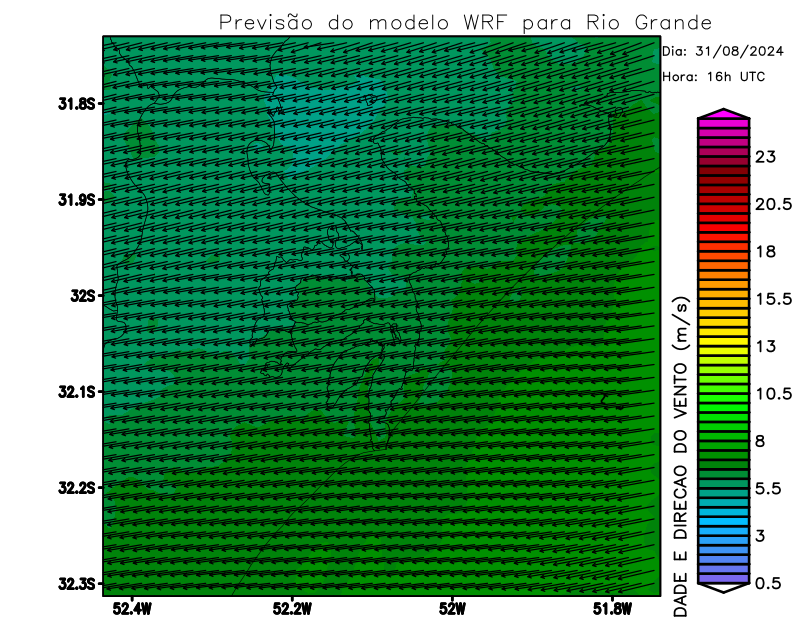 Previsão do modelo WRF para Rio Grande
Dia: 31/08/2024
Hora: 16h UTC
31.8S
31.9S
32S
32.1S
32.2S
32.3S
52.4W
52.2W
52W
51.8W
23
20.5
18
15.5
13
10.5
8
5.5
3
0.5
DADE E DIRECAO DO VENTO (m/s)